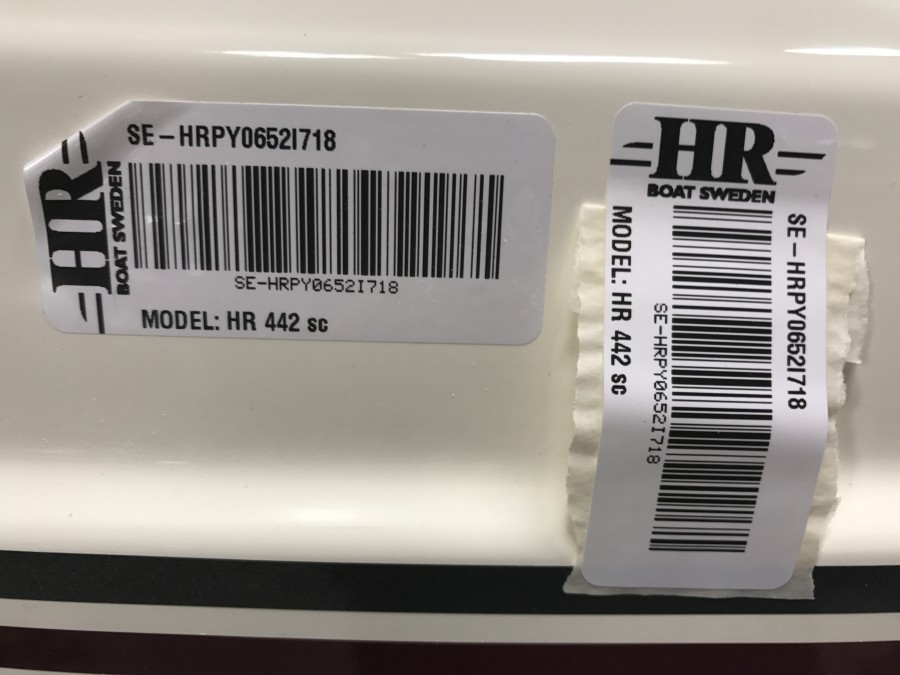 SE-HRPY0652I718
HR
BOAT SWEDEN
SE-HRPY0652I718
MODEL: HR 442 sc
HR
BOAT SWEDEN
SE-HRPY0652I718
SE-HRPY0652I718
MODEL: HR 442 sc